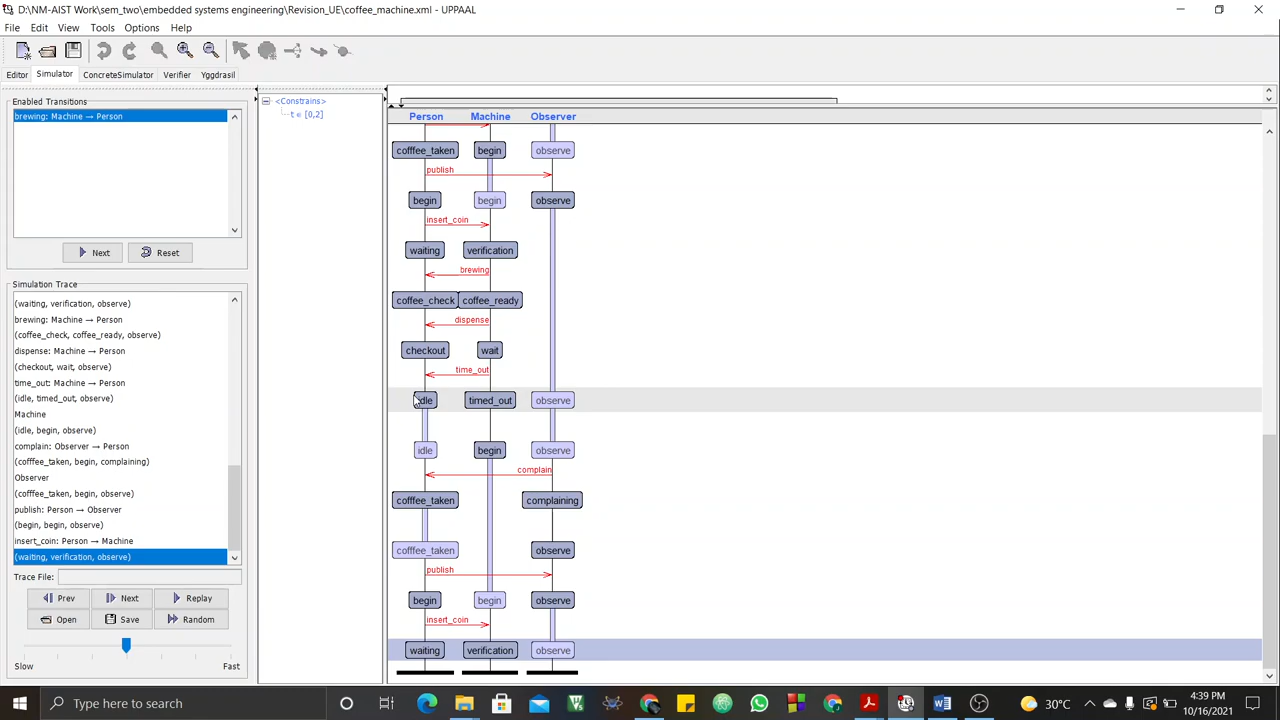 D:\NM-AIST Work\sem_two\embedded systems engineering\Revision_UE\coffee_machine.xml - UPPAAL
File Edit View Tools Options Help
Editor Simulator ConcreteSimulator Verifier Yggdrasil
Enabled Transitions
brewing: Machine → Person
Next Reset
Simulation Trace
(waiting, verification, observe)
brewing: Machine → Person
(coffee_check, coffee_ready, observe)
dispense: Machine → Person
(checkout, wait, observe)
time_out: Machine → Person
(idle, timed_out, observe)
Machine
(idle, begin, observe)
complain: Observer → Person
(cofffee_taken, begin, complaining)
Observer
(cofffee_taken, begin, observe)
publish: Person → Observer
(begin, begin, observe)
insert_coin: Person → Machine
(waiting, verification, observe)
Trace File:
Prev Next Replay
Open Save Random
Slow Fast
<Constrains>
t ∈ [0,2]
Person Machine Observer
cofffee_taken begin observe
publish
begin begin observe
insert_coin
waiting verification
brewing
coffee_check coffee_ready
dispense
checkout wait
time_out
idle timed_out observe
idle begin observe
complain
cofffee_taken complaining
cofffee_taken observe
publish
begin begin observe
insert_coin
waiting verification observe
Type here to search
30°C
4:39 PM
10/16/2021